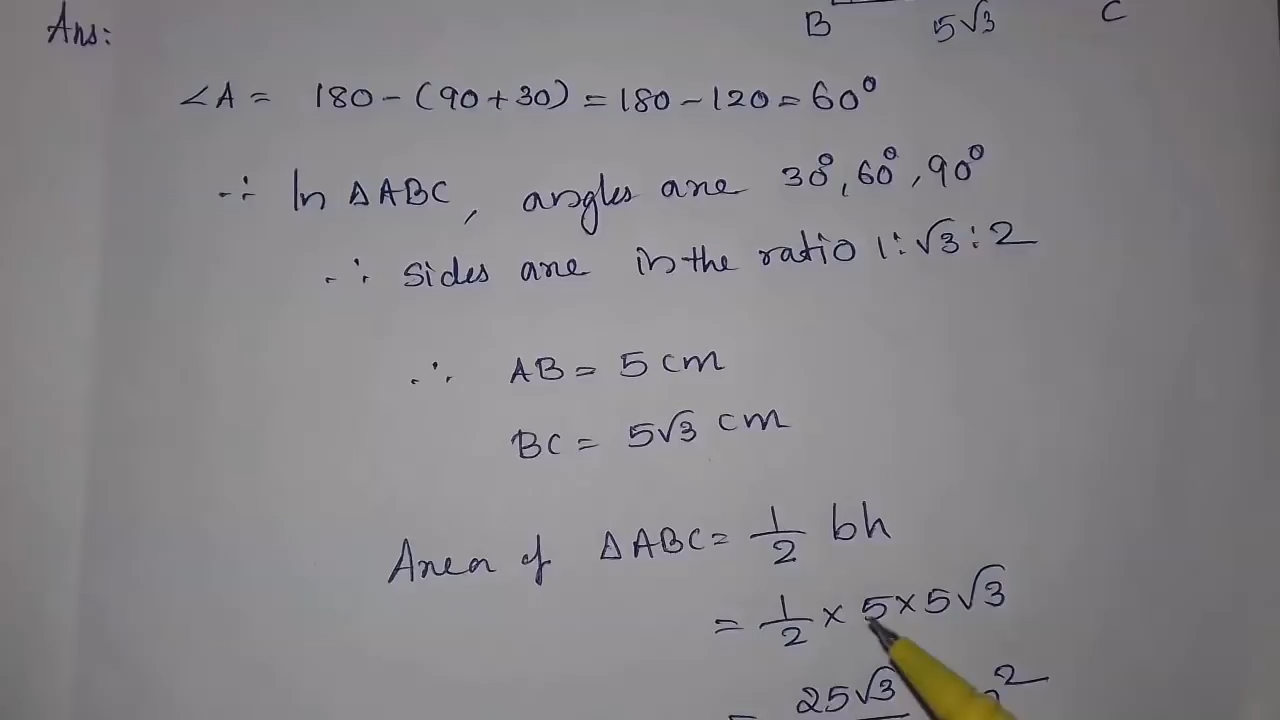 B 5√3 C
Ans:
∠A = 180-(90+30) = 180-120 = 60°
∴ In ΔABC, angles are 30°, 60°, 90°
∴ sides are in the ratio 1:√3:2
∴ AB = 5 cm
BC = 5√3 cm
Area of ΔABC = 1/2 bh
= 1/2 × 5 × 5√3
= 25√3